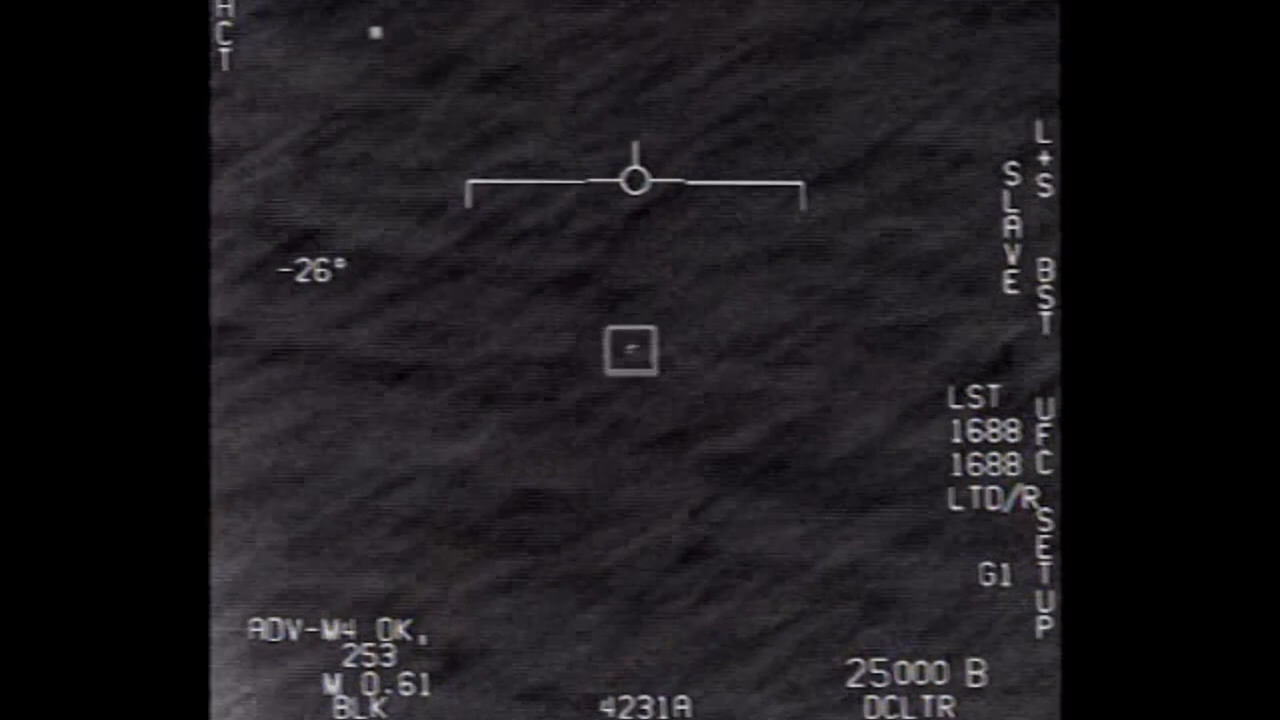 ACT
L+S BST
SLAVE
-26°
LST
1688
1688
LTD/R
UFC
SETUP
G1
ADV-M4 OK,
253
M 0.61
BLK
4231A
25000 B
DCLTR